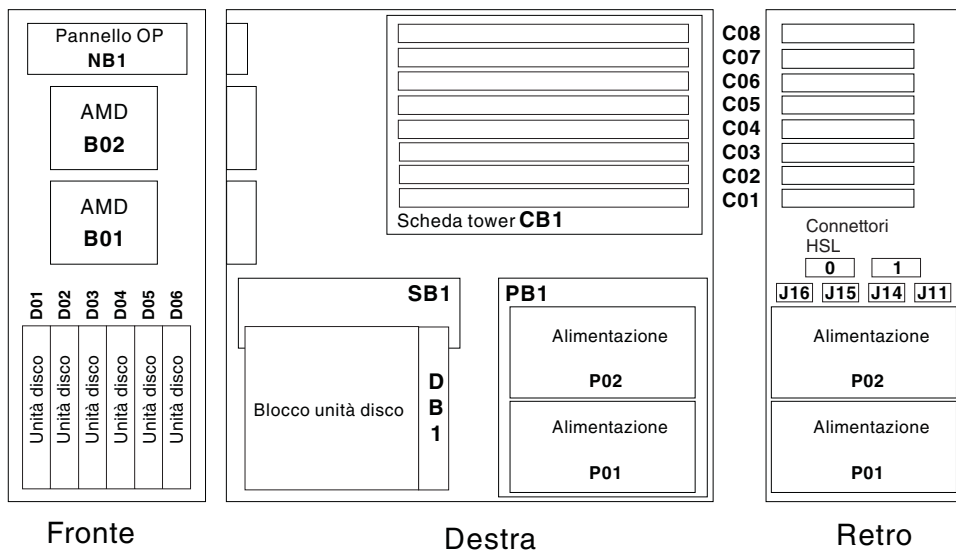 Pannello OP
NB1
AMD
B02
AMD
B01
D01
D02
D03
D04
D05
D06
Unità disco
Unità disco
Unità disco
Unità disco
Unità disco
Unità disco
Fronte
Scheda tower CB1
SB1
Blocco unità disco
DB1
PB1
Alimentazione
P02
Alimentazione
P01
Destra
C08
C07
C06
C05
C04
C03
C02
C01
Connettori
HSL
0
1
J16
J15
J14
J11
Alimentazione
P02
Alimentazione
P01
Retro